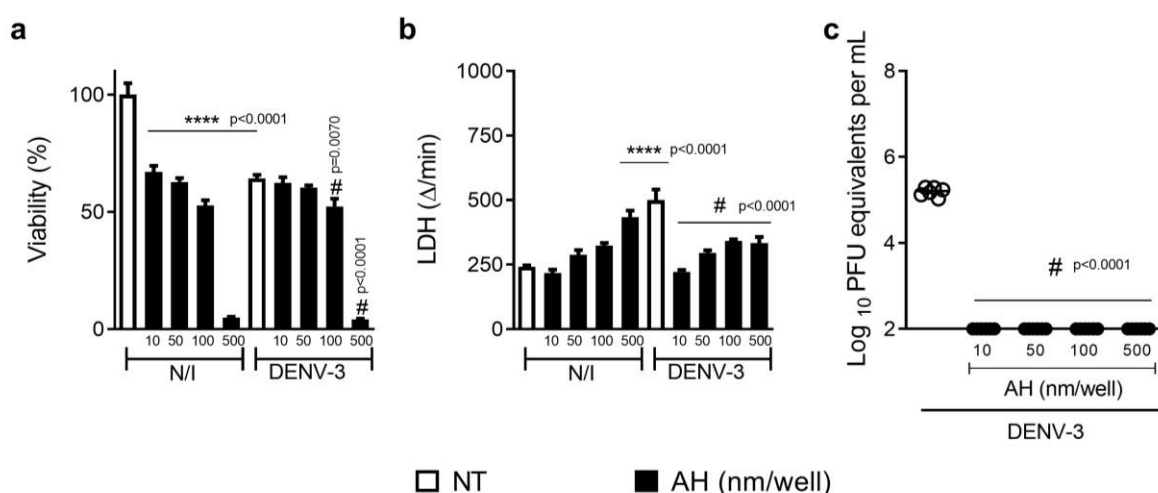 a
Viability (%)
100
50
0
**** p<0.0001
# p=0.0070
# p<0.0001
10 50 100 500 10 50 100 500
N/I DENV-3
b
LDH (Δ/min)
1000
750
500
250
0
**** p<0.0001
# p<0.0001
10 50 100 500 10 50 100 500
N/I DENV-3
c
Log 10 PFU equivalents per mL
8
6
4
2
# p<0.0001
10 50 100 500
AH (nm/well)
DENV-3
NT AH (nm/well)